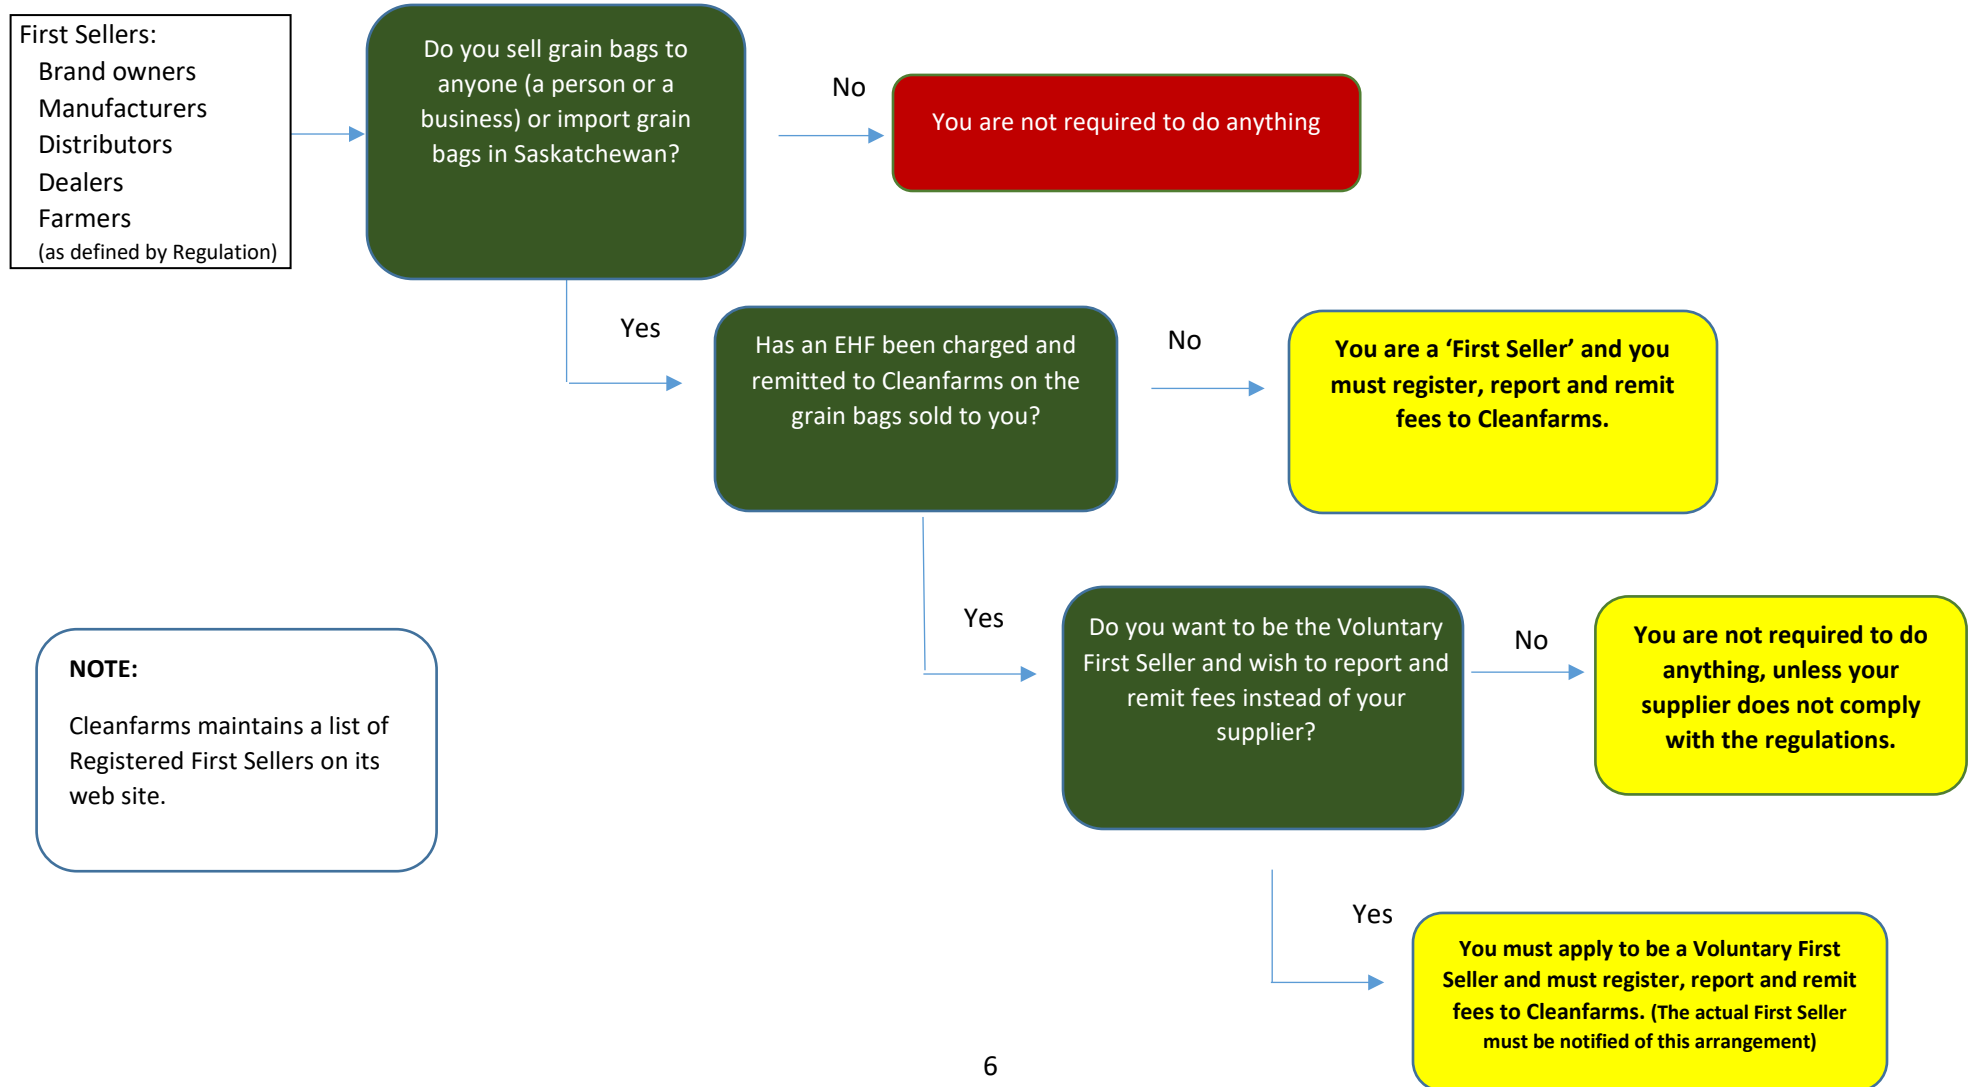 First Sellers:
Brand owners
Manufacturers
Distributors
Dealers
Farmers
(as defined by Regulation)
Do you sell grain bags to
anyone (a person or a
business) or import grain
bags in Saskatchewan?
No
You are not required to do anything
Yes
Has an EHF been charged and
remitted to Cleanfarms on the
grain bags sold to you?
No
You are a ‘First Seller’ and you
must register, report and remit
fees to Cleanfarms.
Yes
Do you want to be the Voluntary
First Seller and wish to report and
remit fees instead of your
supplier?
No
You are not required to do
anything, unless your
supplier does not comply
with the regulations.
NOTE:
Cleanfarms maintains a list of
Registered First Sellers on its
web site.
Yes
You must apply to be a Voluntary First
Seller and must register, report and remit
fees to Cleanfarms. (The actual First Seller
must be notified of this arrangement)
6